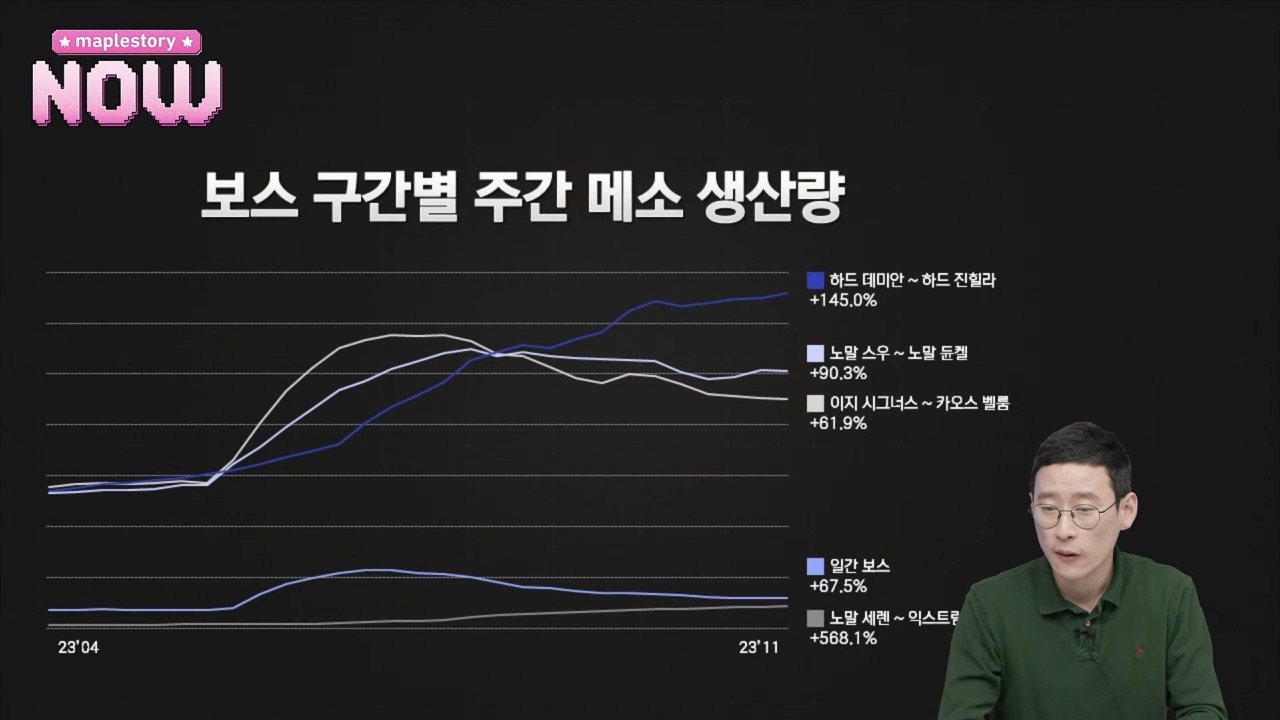 ★ maplestory ★
NOW
보스 구간별 주간 메소 생산량
하드 데미안 ~ 하드 진힐라
+145.0%
노말 스우 ~ 노말 듄켈
+90.3%
이지 시그너스 ~ 카오스 벨룸
+61.9%
일간 보스
+67.5%
노말 세렌 ~ 익스트림
+568.1%
23'04
23'11